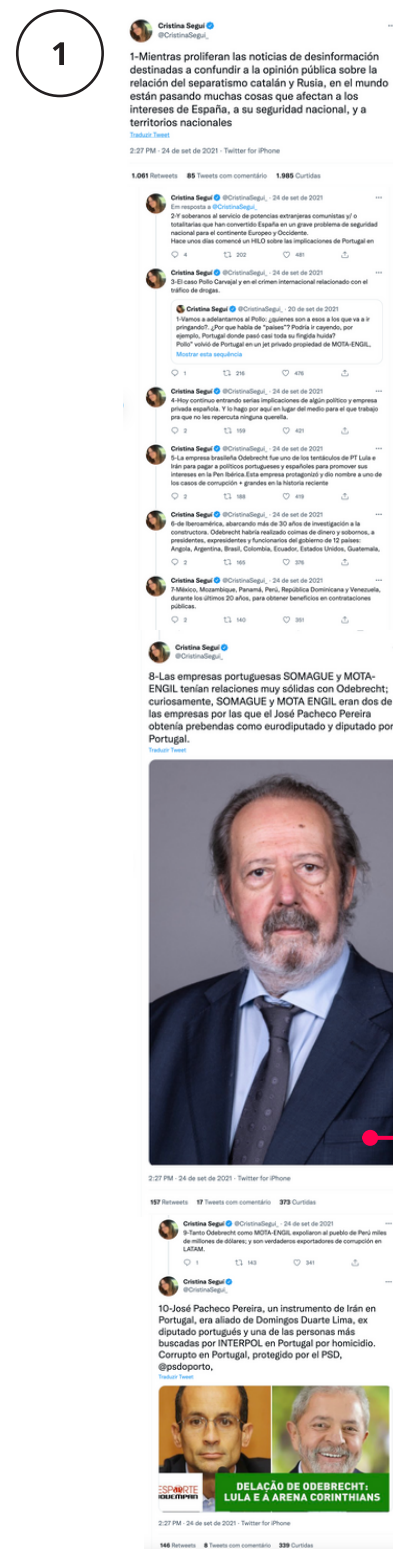 1
Cristina Seguí
@CristinaSegui_
1-Mientras proliferan las noticias de desinformación
destinadas a confundir a la opinión pública sobre la
relación del separatismo catalán y Rusia, en el mundo
están pasando muchas cosas que afectan a los
intereses de España, a su seguridad nacional, y a
territorios nacionales
Traduzir Tweet
2:27 PM · 24 de set de 2021 · Twitter for iPhone
1.061 Retweets 85 Tweets com comentário 1.985 Curtidas
Cristina Seguí @CristinaSegui_ · 24 de set de 2021
Em resposta a @CristinaSegui_
2-Y soberanos al servicio de potencias extranjeras comunistas y/ o
totalitarias que han convertido España en un grave problema de seguridad
nacional para el continente Europeo y Occidente.
Hace unos días comencé un HILO sobre las implicaciones de Portugal en
4 202 481
Cristina Seguí @CristinaSegui_ · 24 de set de 2021
3-El caso Pollo Carvajal y en el crimen internacional relacionado con el
tráfico de drogas.
Cristina Seguí @CristinaSegui_ · 20 de set de 2021
1-Vamos a adelantarnos al Pollo: ¿quienes son a esos a los que va a ir
pringando?. ¿Por que habla de "países"? Podría ir cayendo, por
ejemplo, Portugal donde pasó casi toda su fingida huida?
Pollo" volvió de Portugal en un jet privado propiedad de MOTA-ENGIL,
Mostrar esta sequência
1 216 476
Cristina Seguí @CristinaSegui_ · 24 de set de 2021
4-Hoy continuo entrando serias implicaciones de algún político y empresa
privada española. Y lo hago por aquí en lugar del medio para el que trabajo
pra que no les repercuta ninguna querella.
2 159 421
Cristina Seguí @CristinaSegui_ · 24 de set de 2021
5-La empresa brasileña Odebrecht fue uno de los tentáculos de PT Lula e
Irán para pagar a políticos portugueses y españoles para promover sus
intereses en la Pen Ibérica.Esta empresa protagonizó y dio nombre a uno de
los casos de corrupción + grandes en la historia reciente
2 186 419
Cristina Seguí @CristinaSegui_ · 24 de set de 2021
6-de Iberoamérica, abarcando más de 30 años de investigación a la
constructora. Odebrecht habría realizado coimas de dinero y sobornos, a
presidentes, expresidentes y funcionarios del gobierno de 12 países:
Angola, Argentina, Brasil, Colombia, Ecuador, Estados Unidos, Guatemala,
2 165 376
Cristina Seguí @CristinaSegui_ · 24 de set de 2021
7-México, Mozambique, Panamá, Perú, República Dominicana y Venezuela,
durante los últimos 20 años, para obtener beneficios en contrataciones
públicas.
2 140 391
Cristina Seguí
@CristinaSegui_
8-Las empresas portuguesas SOMAGUE y MOTA-
ENGIL tenían relaciones muy sólidas con Odebrecht;
curiosamente, SOMAGUE y MOTA ENGIL eran dos de
las empresas por las que el José Pacheco Pereira
obtenía prebendas como eurodiputado y diputado por
Portugal.
Traduzir Tweet
2:27 PM · 24 de set de 2021 · Twitter for iPhone
157 Retweets 17 Tweets com comentário 373 Curtidas
Cristina Seguí @CristinaSegui_ · 24 de set de 2021
9-Tanto Odebrecht como MOTA-ENGIL expoliaron al pueblo de Perú miles
de millones de dólares; y son verdaderos exportadores de corrupción en
LATAM.
1 143 341
Cristina Seguí
@CristinaSegui_
10-José Pacheco Pereira, un instrumento de Irán en
Portugal, era aliado de Domingos Duarte Lima, ex
diputado portugués y una de las personas más
buscadas por INTERPOL en Portugal por homicidio.
Corrupto en Portugal, protegido por el PSD,
@psdoporto,
Traduzir Tweet
DELAÇÃO DE ODEBRECHT:
LULA E A ARENA CORINTHIANS
2:27 PM · 24 de set de 2021 · Twitter for iPhone
146 Retweets 8 Tweets com comentário 339 Curtidas